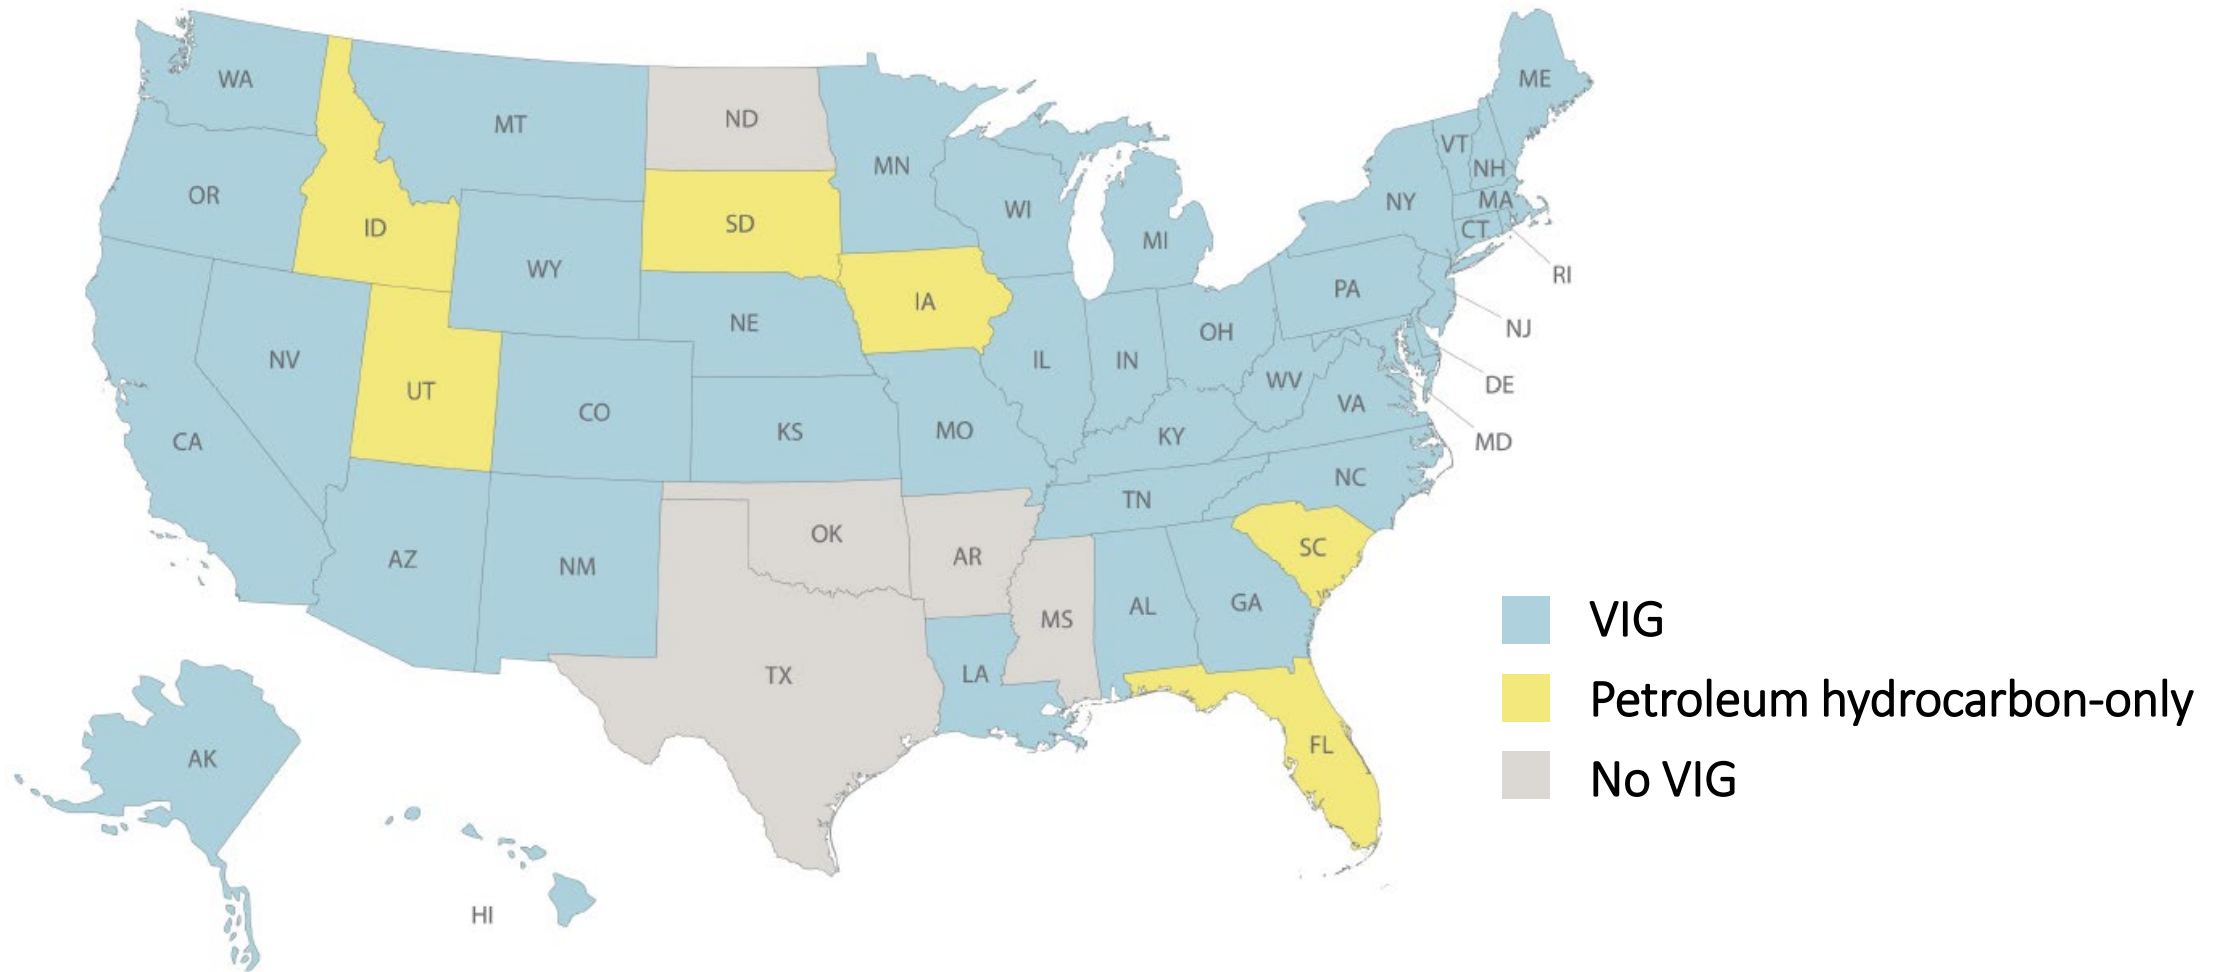 WA
MT
ND
MN
ME
OR
ID
SD
WI
MI
NY
VT
NH
MA
CT
RI
WY
IA
NE
PA
NJ
NV
UT
CO
KS
MO
IL
IN
OH
WV
VA
DE
MD
CA
KY
NC
TN
AZ
NM
OK
AR
SC
MS
AL
GA
TX
LA
FL
AK
HI
VIG
Petroleum hydrocarbon-only
No VIG